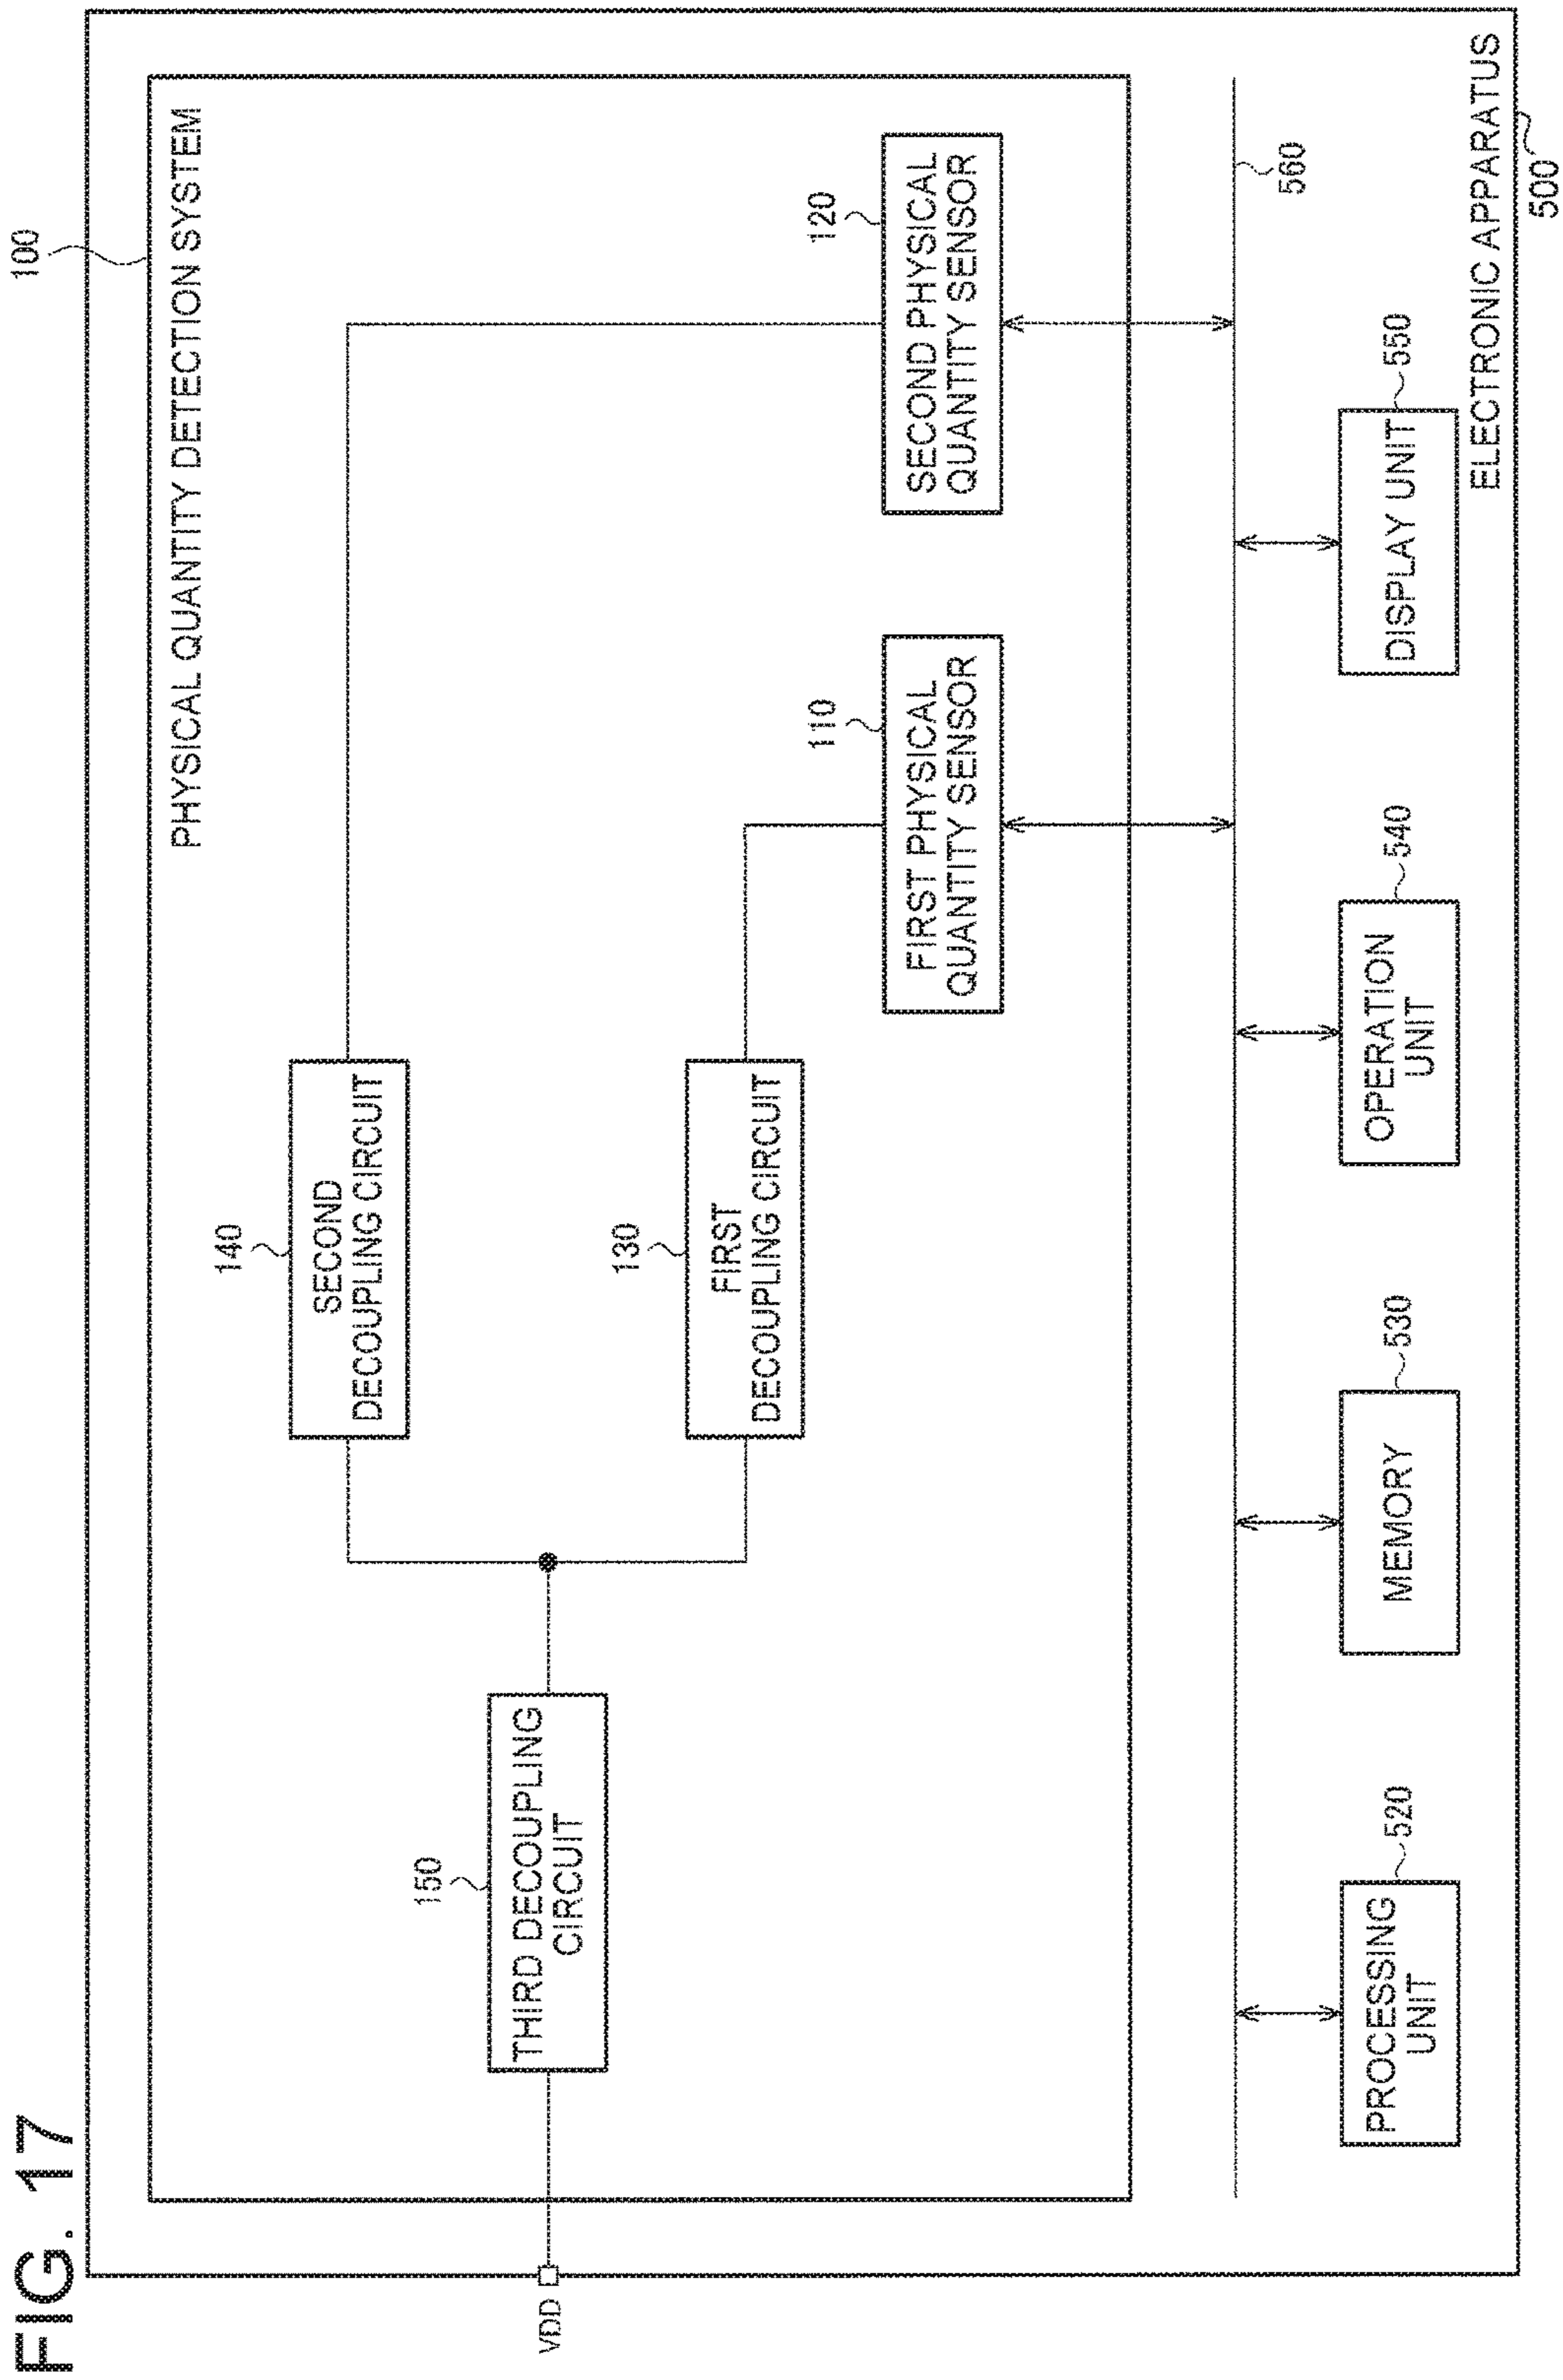 FIG. 17
100
PHYSICAL QUANTITY DETECTION SYSTEM
140
SECOND
DECOUPLING CIRCUIT
150
THIRD DECOUPLING
CIRCUIT
VDD
130
FIRST
DECOUPLING CIRCUIT
110
FIRST PHYSICAL
QUANTITY SENSOR
120
SECOND PHYSICAL
QUANTITY SENSOR
560
520
PROCESSING
UNIT
530
MEMORY
540
OPERATION
UNIT
550
DISPLAY UNIT
ELECTRONIC APPARATUS
500